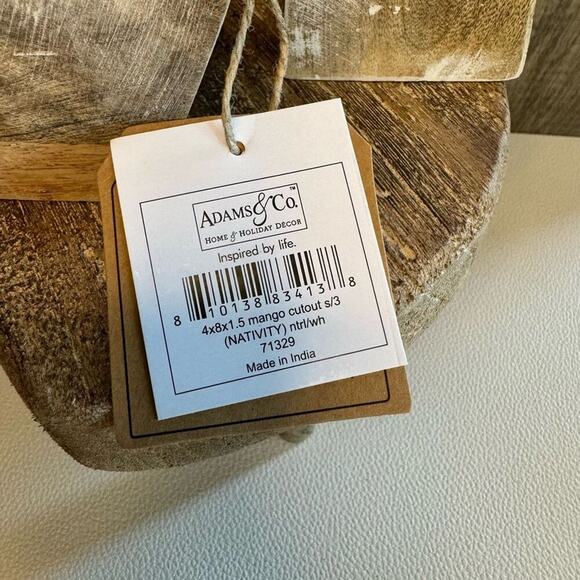 ADAMS & CO.™
HOME & HOLIDAY DÉCOR
Inspired by life.
8 10138 83413 8
4x8x1.5 mango cutout s/3
(NATIVITY) ntrl/wh
71329
Made in India